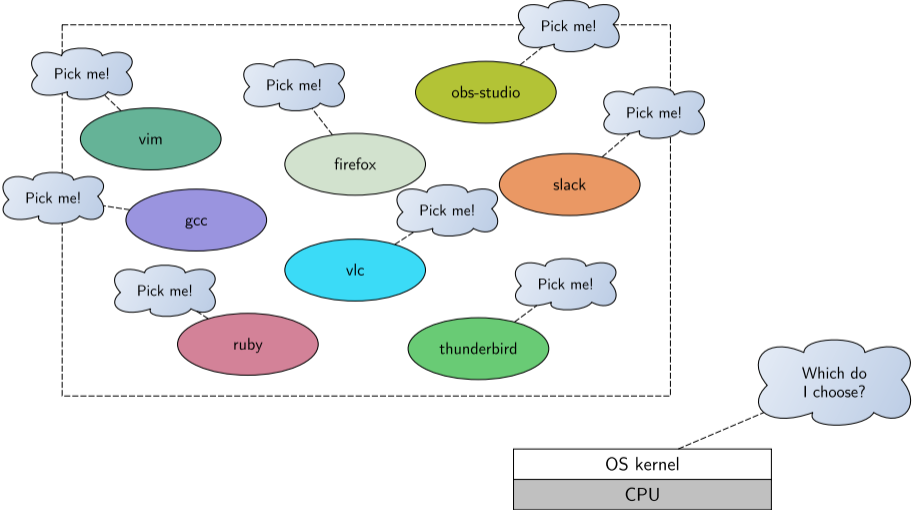 Pick me!
obs-studio
Pick me!
vim
Pick me!
firefox
Pick me!
slack
Pick me!
gcc
Pick me!
vlc
Pick me!
ruby
Pick me!
thunderbird
Which do
I choose?
OS kernel
CPU